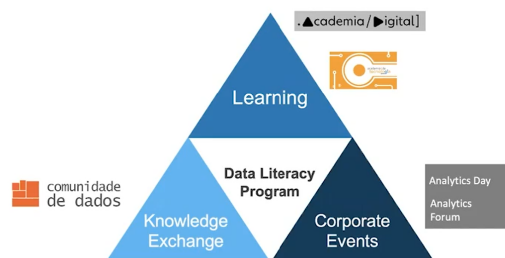 .Academia/Digital]
Learning
Data Literacy
Program
comunidade
de dados
Knowledge
Exchange
Corporate
Events
Analytics Day
Analytics
Forum